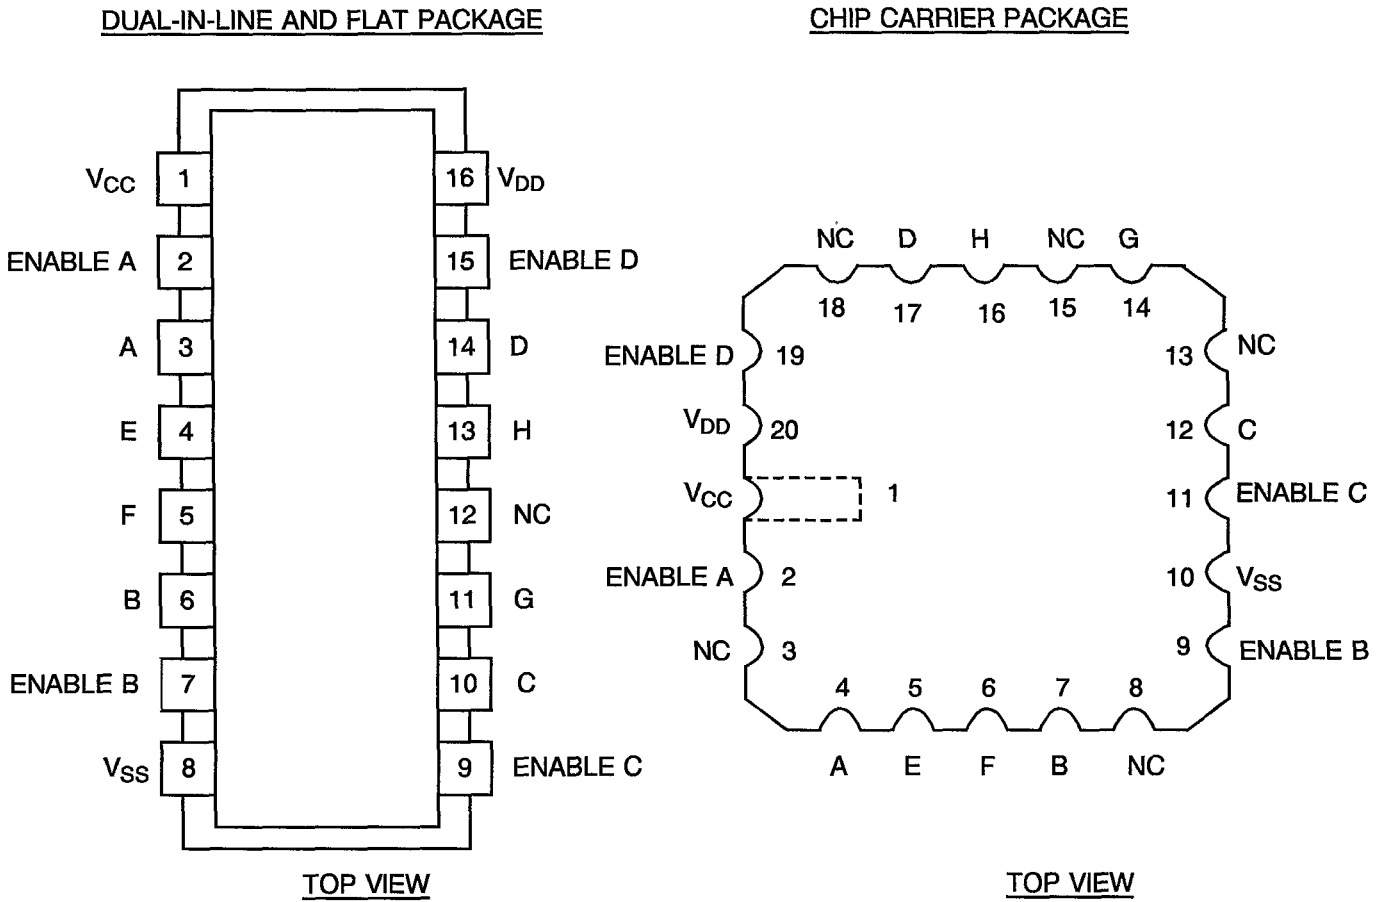 DUAL-IN-LINE AND FLAT PACKAGE
VCC 1 16 VDD
ENABLE A 2 15 ENABLE D
A 3 14 D
E 4 13 H
F 5 12 NC
B 6 11 G
ENABLE B 7 10 C
VSS 8 9 ENABLE C
TOP VIEW
CHIP CARRIER PACKAGE
NC D H NC G
18 17 16 15 14
ENABLE D 19 13 NC
VDD 20 12 C
VCC 1 11 ENABLE C
ENABLE A 2 10 VSS
NC 3 9 ENABLE B
4 5 6 7 8
A E F B NC
TOP VIEW